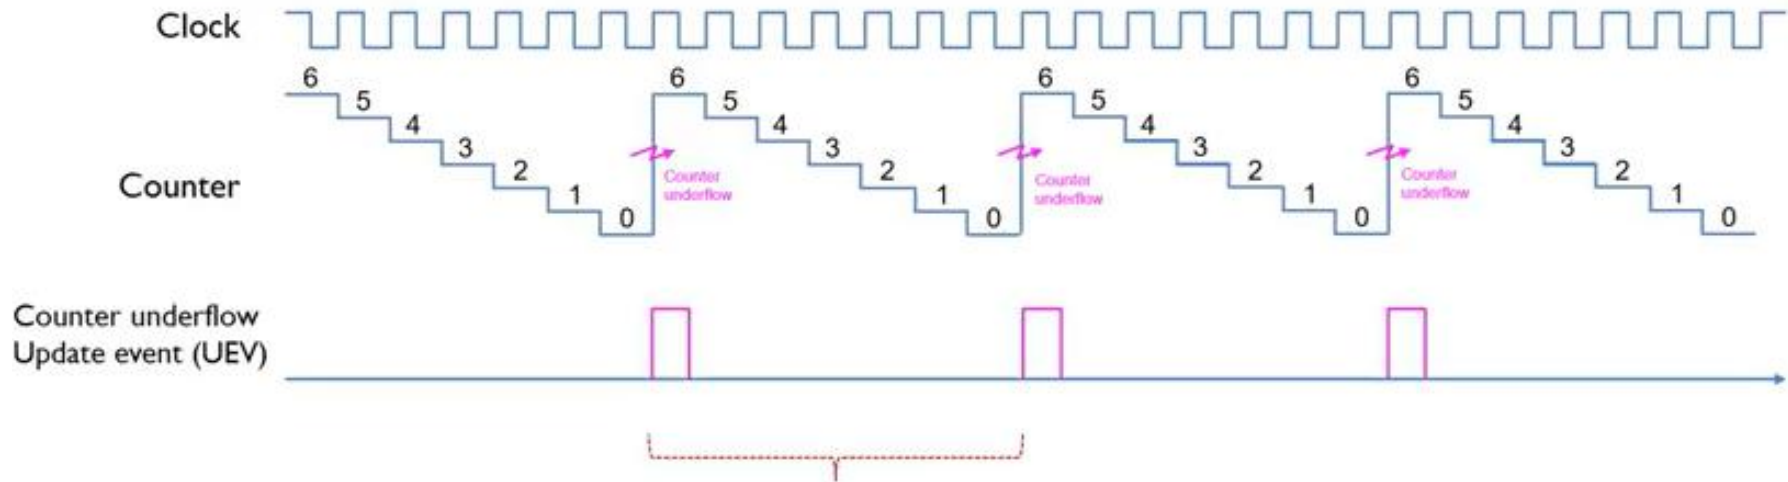 Clock
6 5 4 3 2 1 0 6 5 4 3 2 1 0 6 5 4 3 2 1 0 6 5 4 3 2 1 0
Counter
Counter
underflow
Counter
underflow
Counter
underflow
Counter underflow
Update event (UEV)